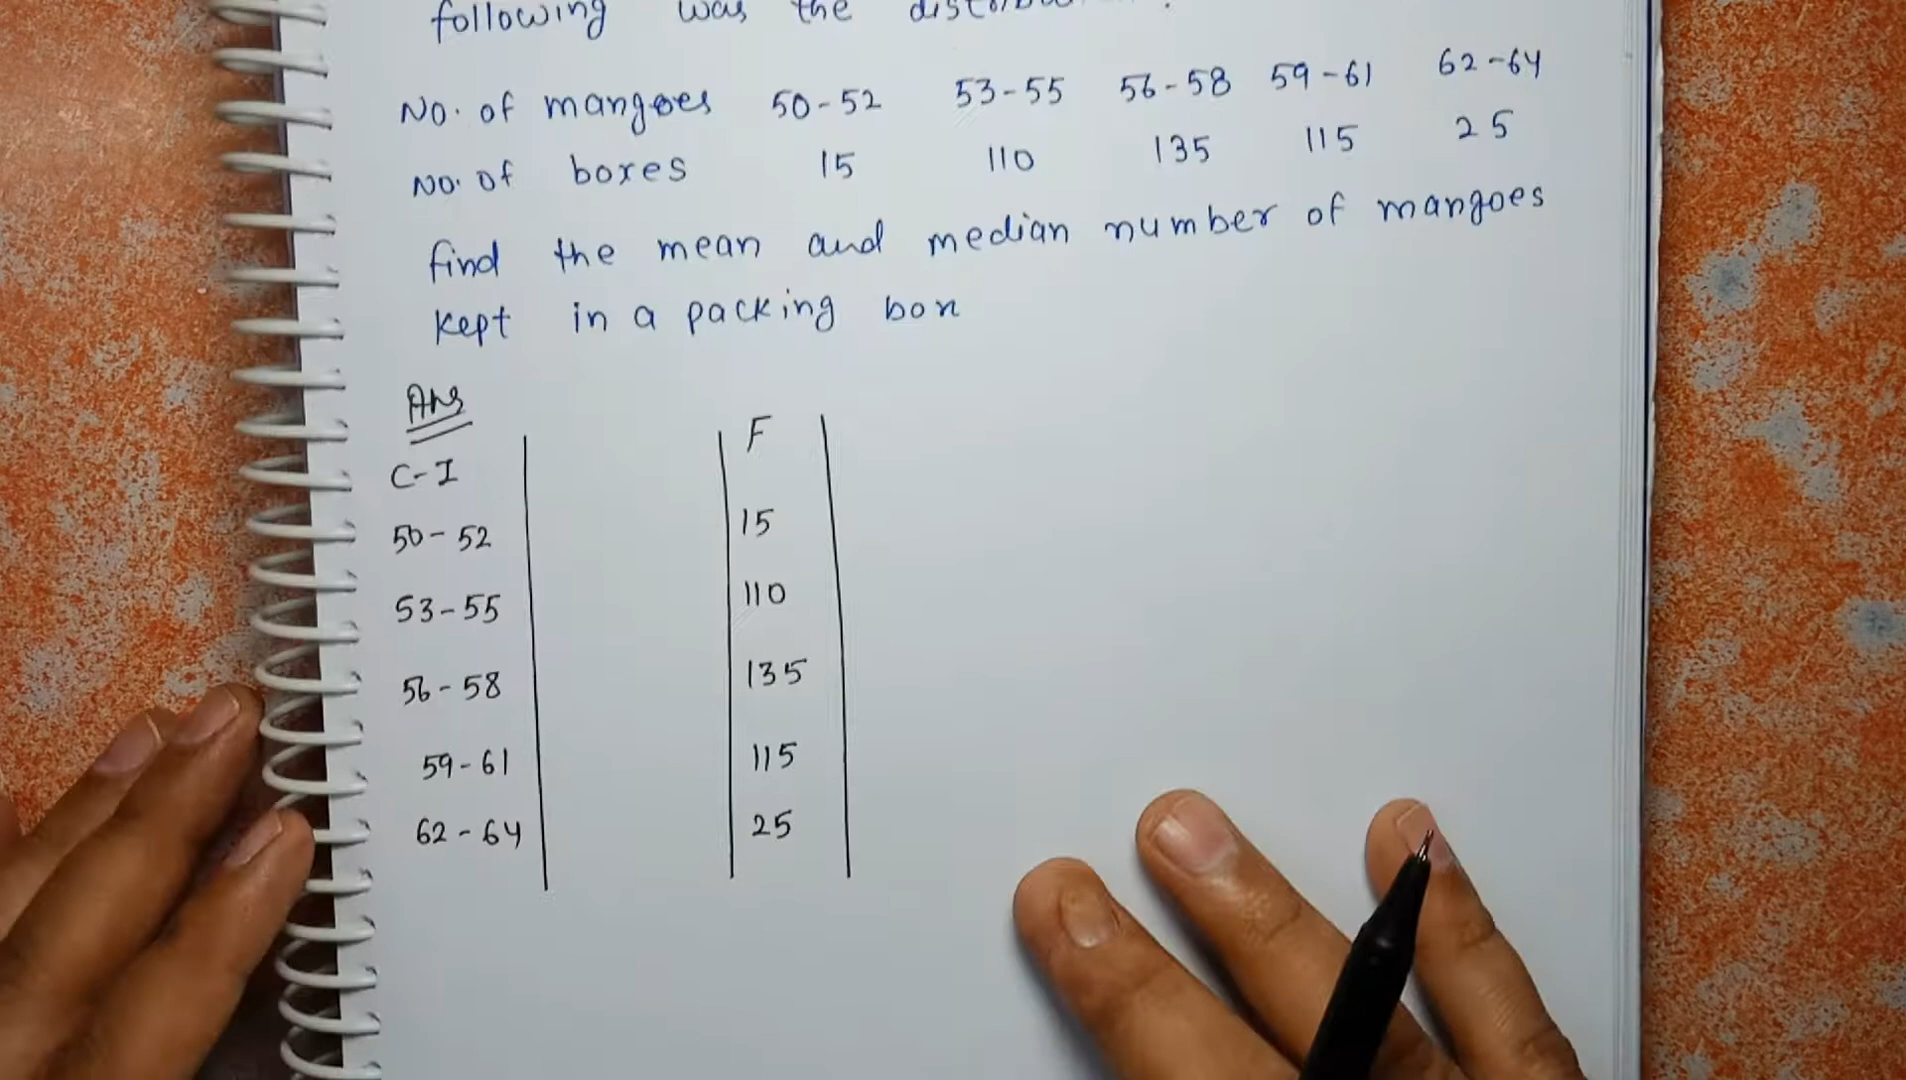 following was the
No. of mangoes 50-52 53-55 56-58 59-61 62-64
No. of boxes 15 110 135 115 25
find the mean and median number of mangoes
kept in a packing box
Ans
C-I F
50-52 15
53-55 110
56-58 135
59-61 115
62-64 25